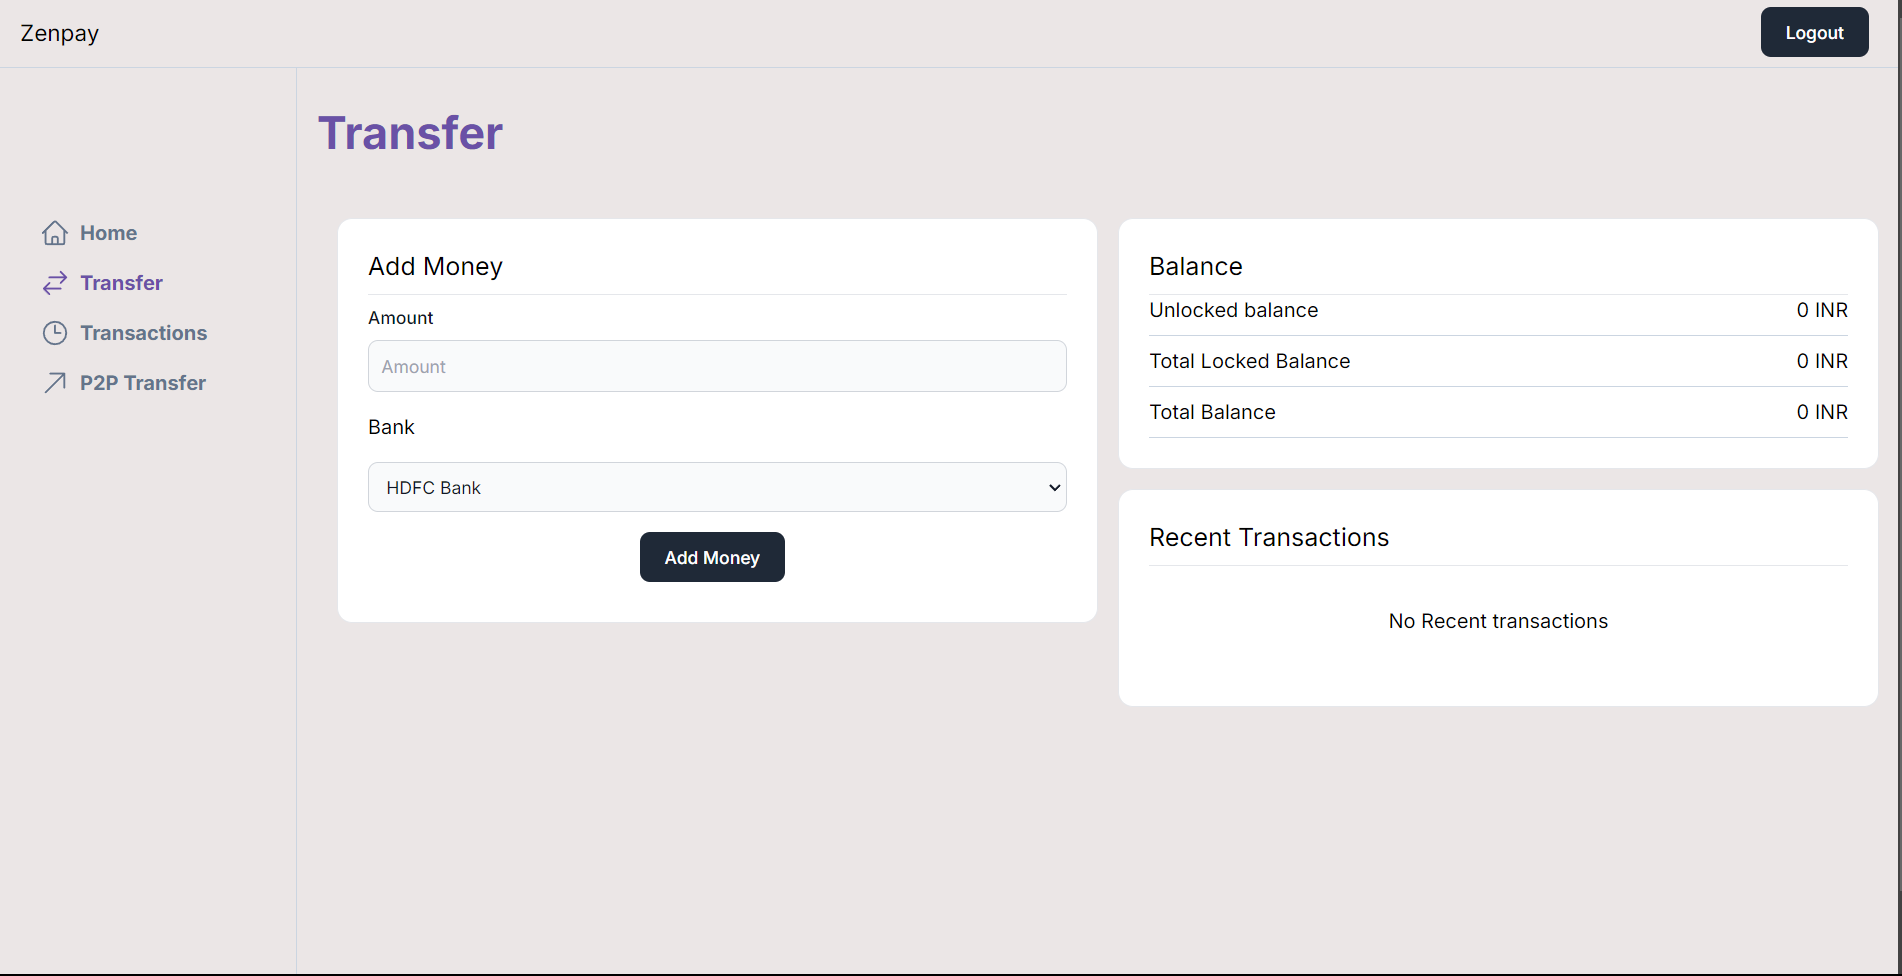 Zenpay
Logout
Transfer
Home
Transfer
Transactions
P2P Transfer
Add Money
Amount
Amount
Bank
HDFC Bank
Add Money
Balance
Unlocked balance 0 INR
Total Locked Balance 0 INR
Total Balance 0 INR
Recent Transactions
No Recent transactions